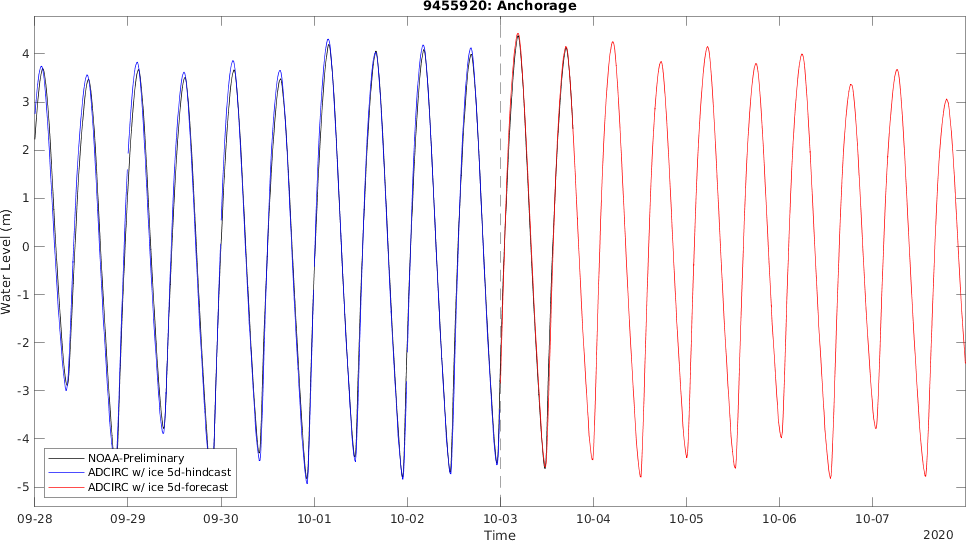 9455920: Anchorage
4
3
2
1
0
-1
-2
-3
-4
-5
Water Level (m)
NOAA-Preliminary
ADCIRC w/ ice 5d-hindcast
ADCIRC w/ ice 5d-forecast
09-28 09-29 09-30 10-01 10-02 10-03 10-04 10-05 10-06 10-07
Time
2020